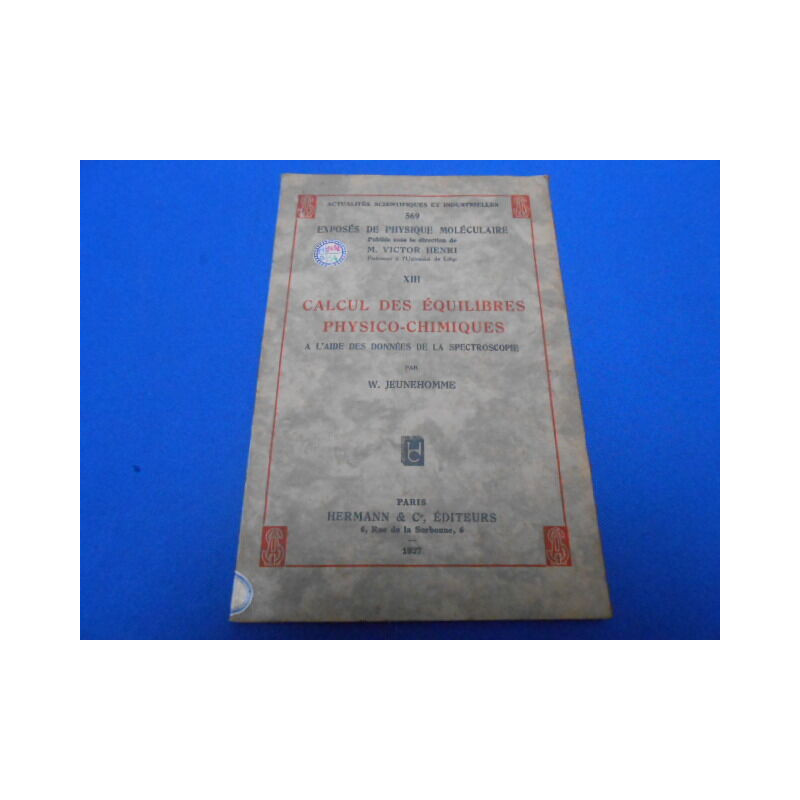 ACTUALITÉS SCIENTIFIQUES ET INDUSTRIELLES
569
EXPOSÉS DE PHYSIQUE MOLÉCULAIRE
Publiés sous la direction de
M. VICTOR HENRI
Professeur à l'Université de Liége
XIII
CALCUL DES ÉQUILIBRES
PHYSICO-CHIMIQUES
A L'AIDE DES DONNÉES DE LA SPECTROSCOPIE
PAR
W. JEUNEHOMME
PARIS
HERMANN & Cie, ÉDITEURS
6, Rue de la Sorbonne, 6
1937